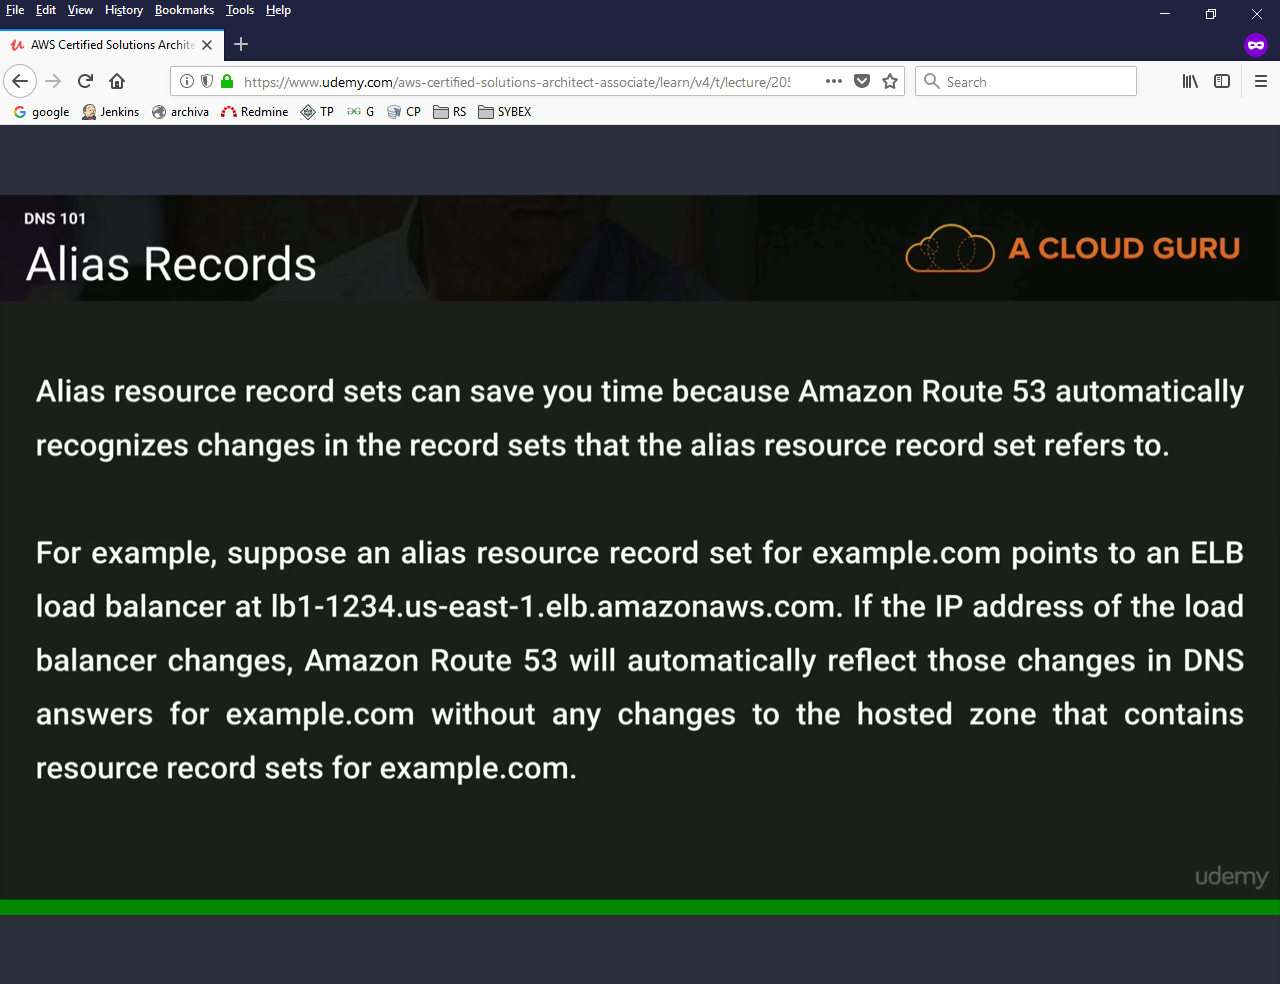 File Edit View History Bookmarks Tools Help
AWS Certified Solutions Archite
https://www.udemy.com/aws-certified-solutions-architect-associate/learn/v4/t/lecture/205
Search
google Jenkins archiva Redmine TP G CP RS SYBEX
DNS 101
Alias Records
A CLOUD GURU
Alias resource record sets can save you time because Amazon Route 53 automatically
recognizes changes in the record sets that the alias resource record set refers to.
For example, suppose an alias resource record set for example.com points to an ELB
load balancer at lb1-1234.us-east-1.elb.amazonaws.com. If the IP address of the load
balancer changes, Amazon Route 53 will automatically reflect those changes in DNS
answers for example.com without any changes to the hosted zone that contains
resource record sets for example.com.
udemy